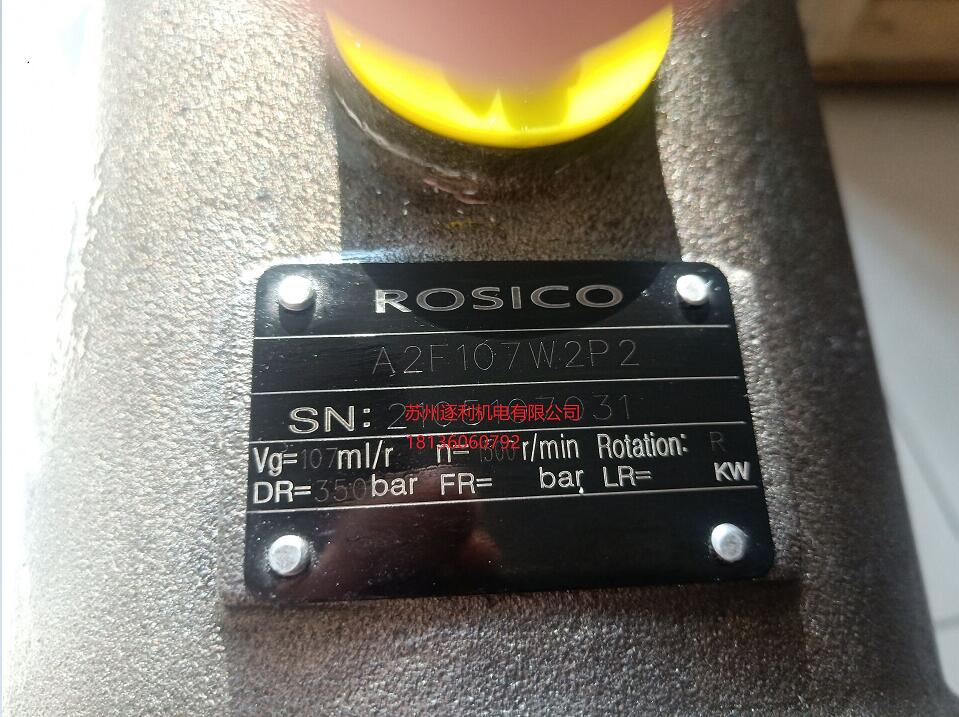 ROSICO
A2F107W2P2
SN:
苏州逐利机电有限公司
18136060792
Vg=107ml/r n=1500r/min Rotation: R
DR=350bar FR= bar LR= KW